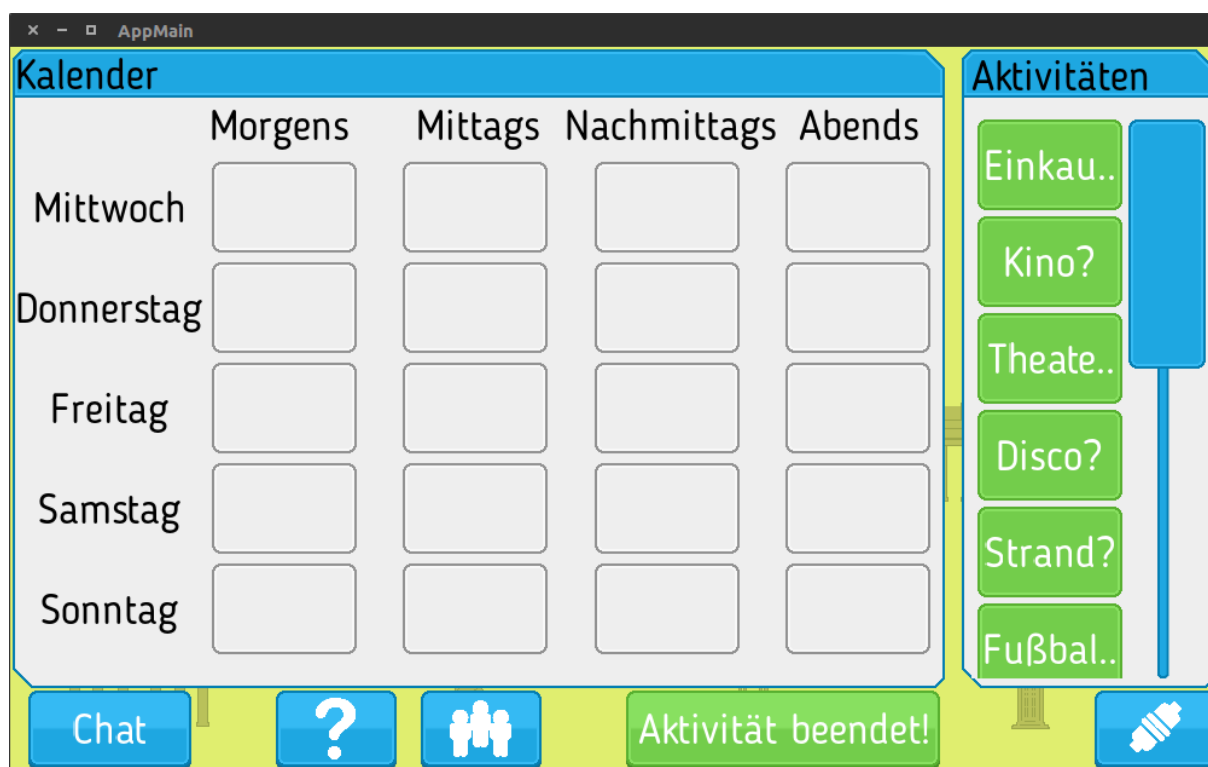 AppMain
Kalender
Morgens Mittags Nachmittags Abends
Mittwoch
Donnerstag
Freitag
Samstag
Sonntag
Aktivitäten
Einkau..
Kino?
Theate..
Disco?
Strand?
Fußbal..
Chat
?
Aktivität beendet!